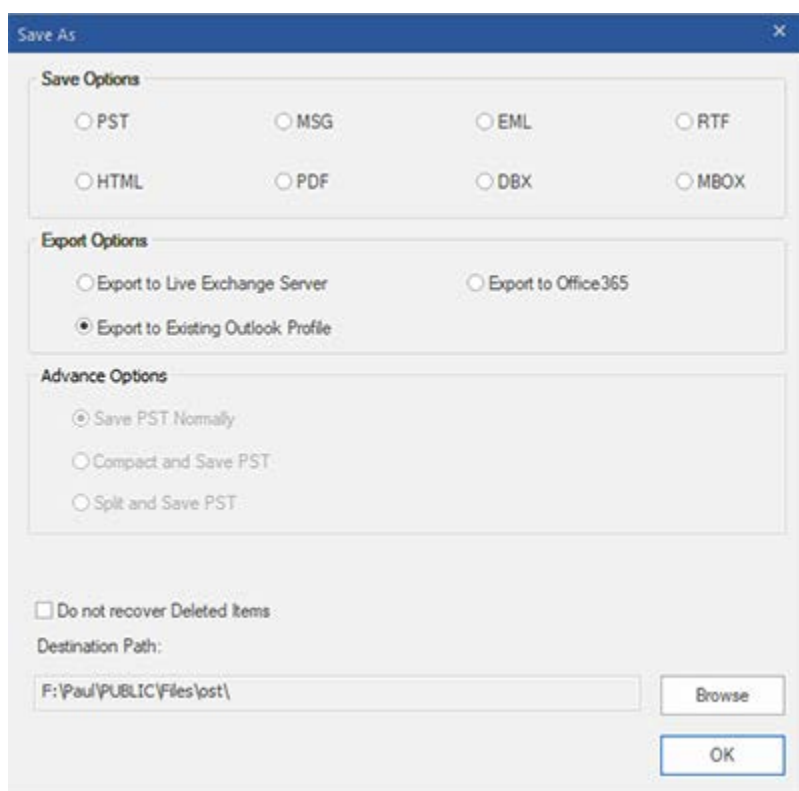 Save As
Save Options
PST MSG EML RTF
HTML PDF DBX MBOX
Export Options
Export to Live Exchange Server Export to Office365
Export to Existing Outlook Profile
Advance Options
Save PST Normally
Compact and Save PST
Split and Save PST
Do not recover Deleted Items
Destination Path:
F:\Paul\PUBLIC\Files\ost\ Browse
OK